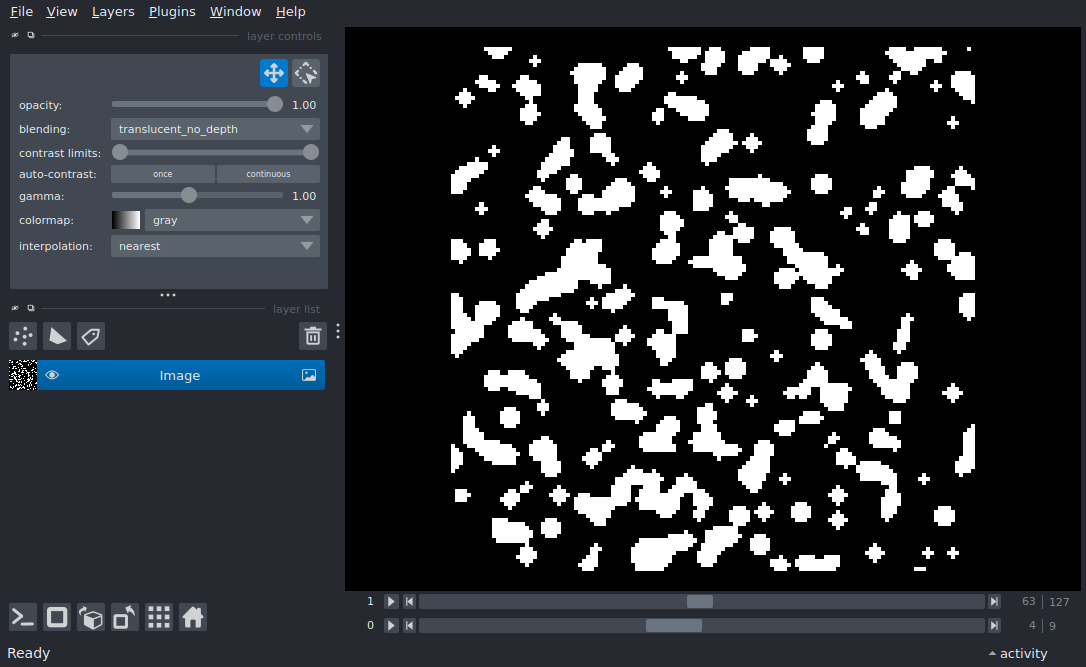 File View Layers Plugins Window Help
layer controls
opacity: 1.00
blending: translucent_no_depth
contrast limits:
auto-contrast: once continuous
gamma: 1.00
colormap: gray
interpolation: nearest
layer list
Image
1 63 127
0 4 9
Ready activity